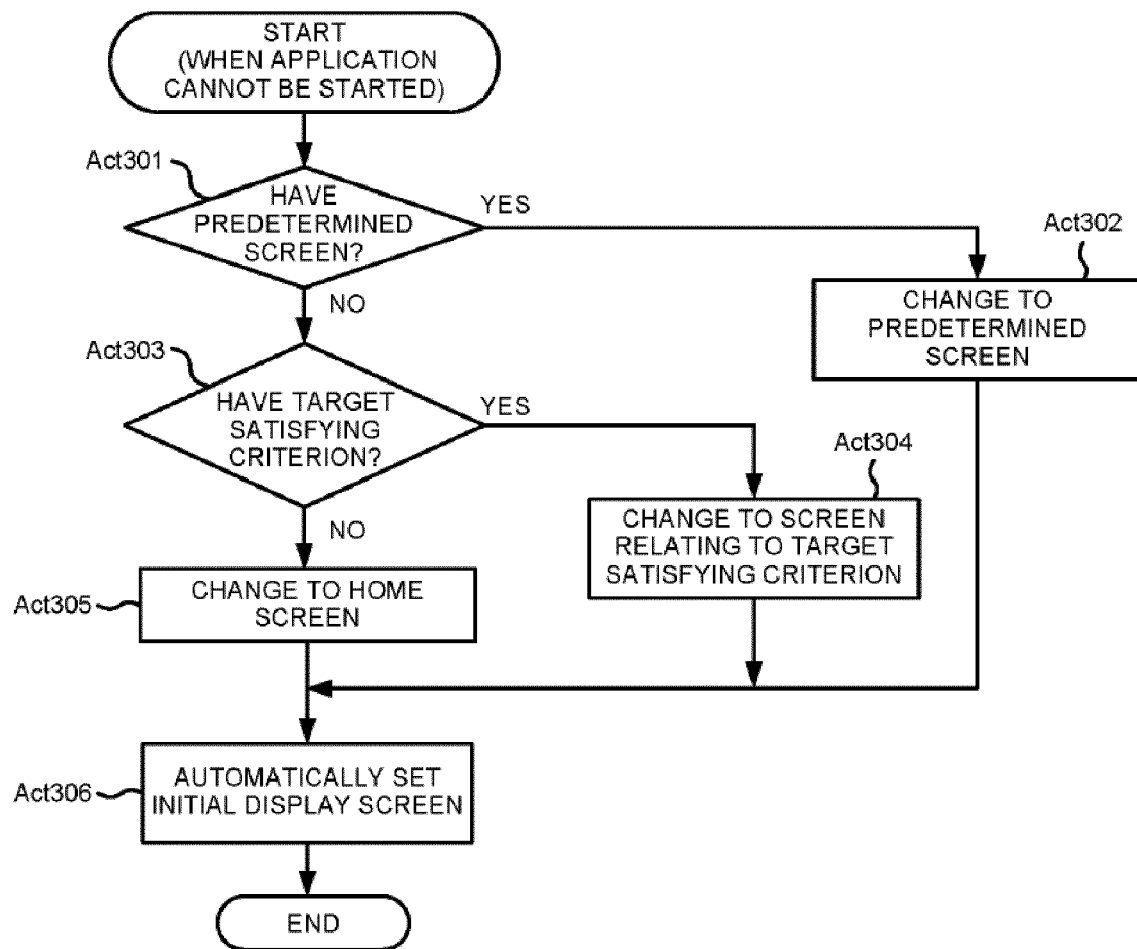 START
(WHEN APPLICATION
CANNOT BE STARTED)
Act301
HAVE
PREDETERMINED
SCREEN?
YES
NO
Act302
CHANGE TO
PREDETERMINED
SCREEN
Act303
HAVE TARGET
SATISFYING
CRITERION?
YES
NO
Act304
CHANGE TO SCREEN
RELATING TO TARGET
SATISFYING CRITERION
Act305
CHANGE TO HOME
SCREEN
Act306
AUTOMATICALLY SET
INITIAL DISPLAY SCREEN
END